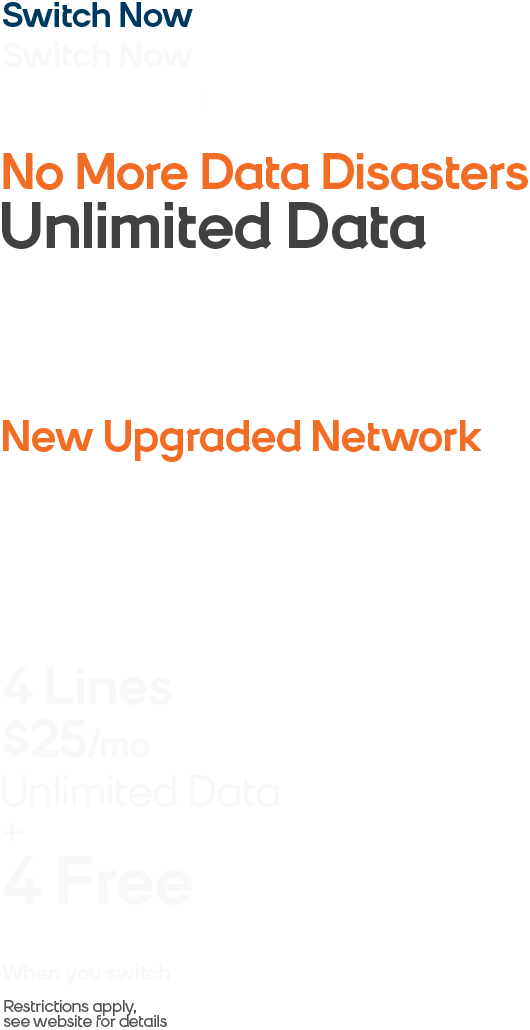 Switch Now
Switch Now
No More Data Disasters
Unlimited Data
New Upgraded Network
4 Lines
$25/mo
Unlimited Data
+
4 Free
When you switch
Restrictions apply,
see website for details